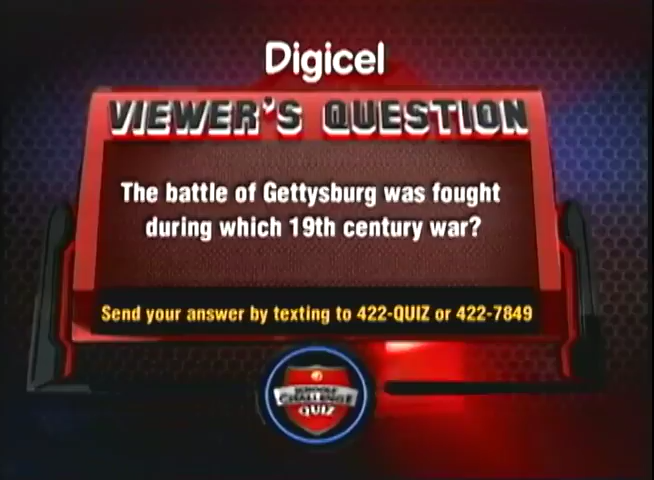 Digicel
VIEWER'S QUESTION
The battle of Gettysburg was fought
during which 19th century war?
Send your answer by texting to 422-QUIZ or 422-7849
SCHOOLS'
CHALLENGE
QUIZ